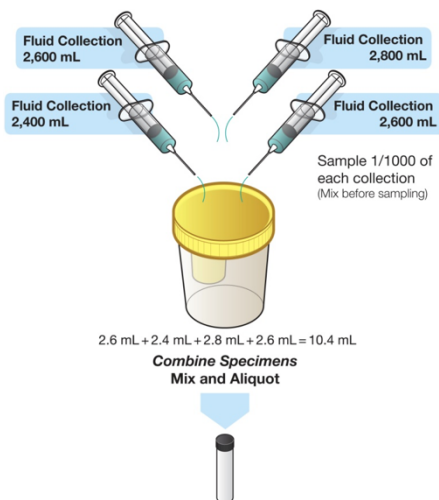 Fluid Collection
2,600 mL
Fluid Collection
2,800 mL
Fluid Collection
2,400 mL
Fluid Collection
2,600 mL
Sample 1/1000 of
each collection
(Mix before sampling)
2.6 mL + 2.4 mL + 2.8 mL + 2.6 mL = 10.4 mL
Combine Specimens
Mix and Aliquot